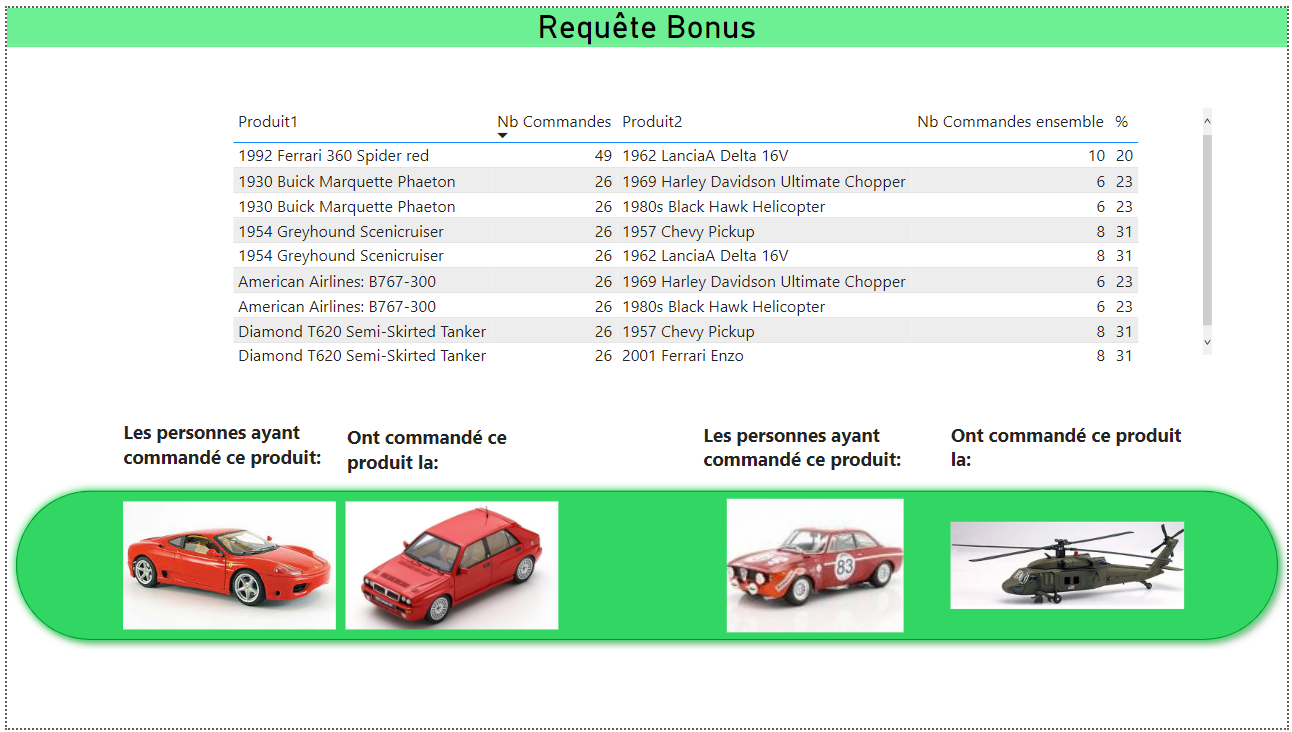 Requête Bonus
Produit1 Nb Commandes Produit2 Nb Commandes ensemble %
1992 Ferrari 360 Spider red 49 1962 LanciaA Delta 16V 10 20
1930 Buick Marquette Phaeton 26 1969 Harley Davidson Ultimate Chopper 6 23
1930 Buick Marquette Phaeton 26 1980s Black Hawk Helicopter 6 23
1954 Greyhound Scenicruiser 26 1957 Chevy Pickup 8 31
1954 Greyhound Scenicruiser 26 1962 LanciaA Delta 16V 8 31
American Airlines: B767-300 26 1969 Harley Davidson Ultimate Chopper 6 23
American Airlines: B767-300 26 1980s Black Hawk Helicopter 6 23
Diamond T620 Semi-Skirted Tanker 26 1957 Chevy Pickup 8 31
Diamond T620 Semi-Skirted Tanker 26 2001 Ferrari Enzo 8 31
Les personnes ayant
commandé ce produit:
Ont commandé ce
produit la:
Les personnes ayant
commandé ce produit:
Ont commandé ce produit
la:
83